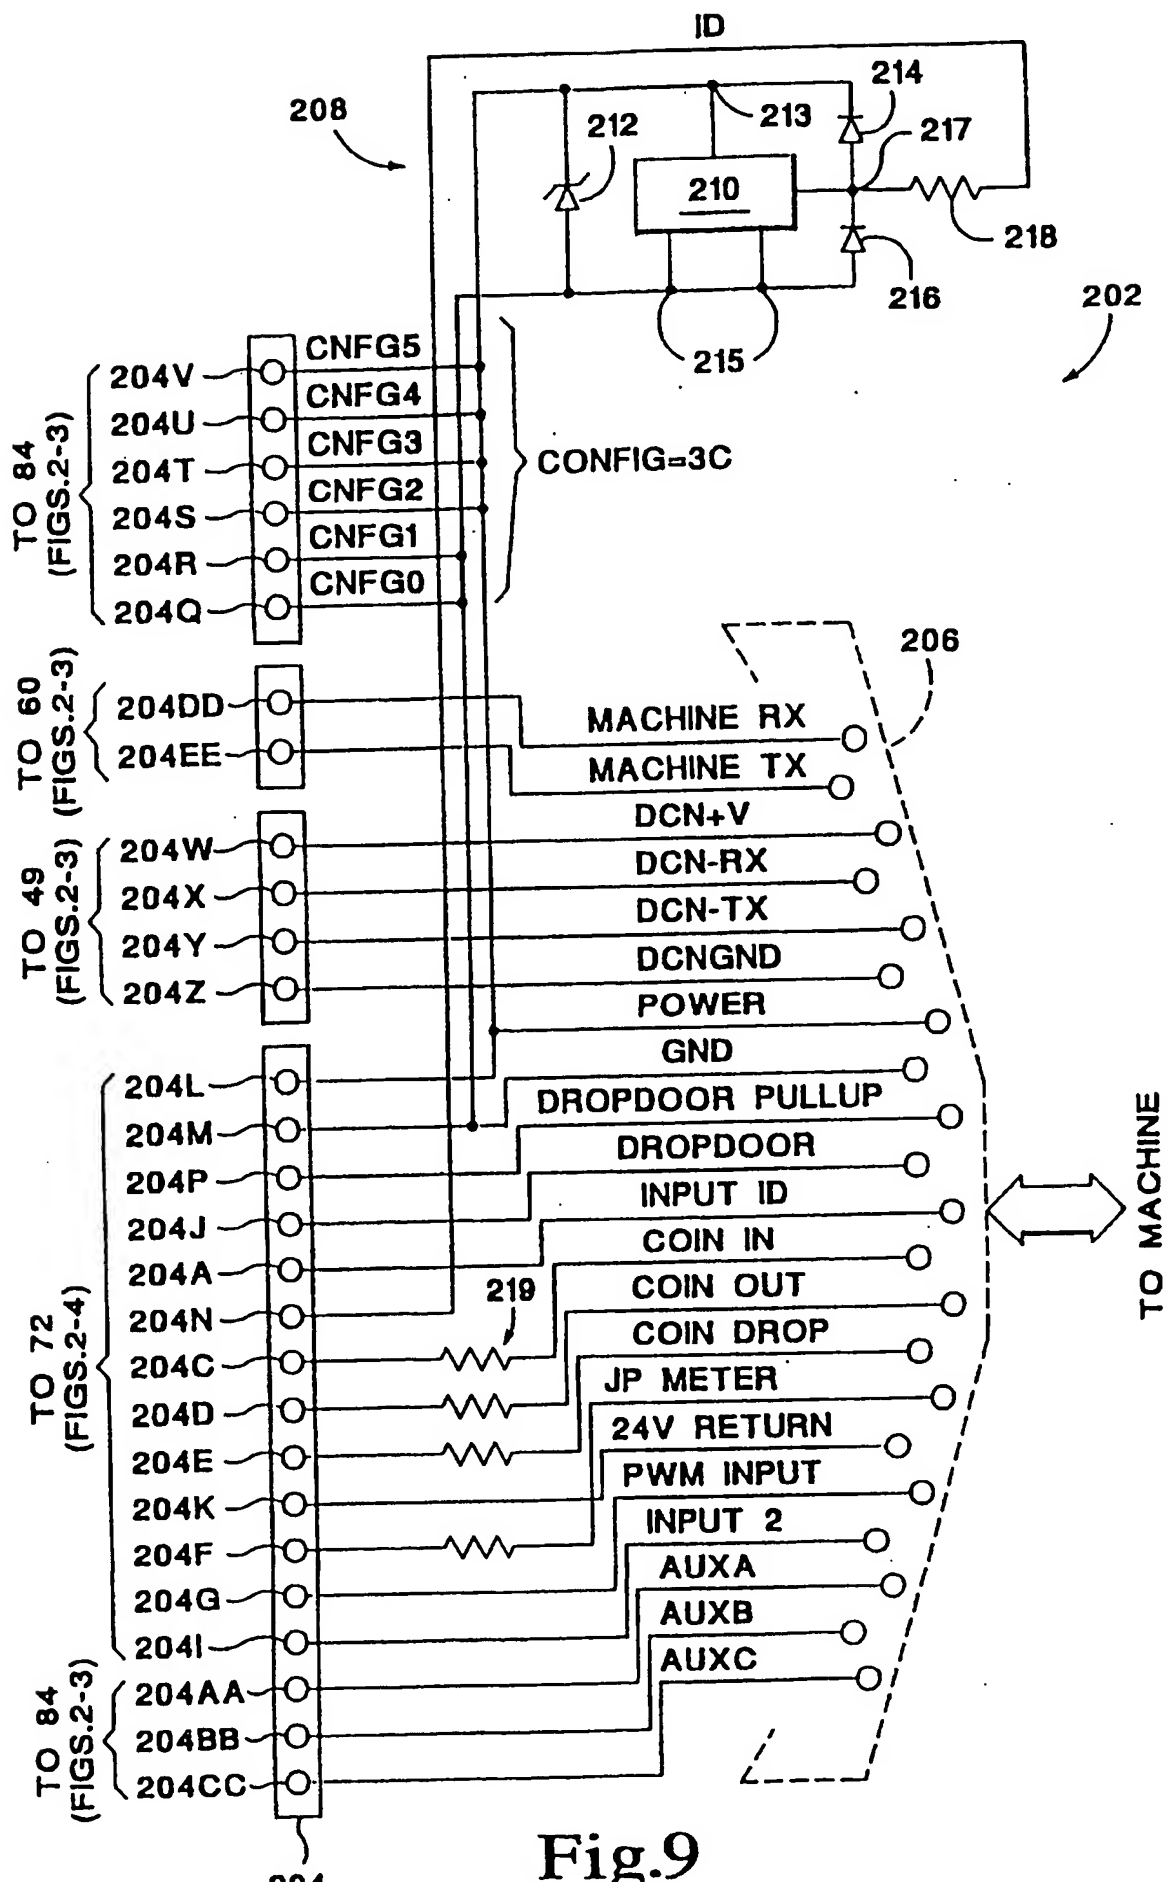 ID
208
212
213
214
217
210
218
216
202
215
TO 84
(FIGS.2-3)
204V
CNFG5
204U
CNFG4
204T
CNFG3
204S
CNFG2
204R
CNFG1
204Q
CNFG0
CONFIG=3C
206
TO 60
(FIGS.2-3)
204DD
MACHINE RX
204EE
MACHINE TX
TO 49
(FIGS.2-3)
204W
DCN+V
204X
DCN-RX
204Y
DCN-TX
204Z
DCNGND
POWER
TO 72
(FIGS.2-4)
204L
GND
204M
DROPDOOR PULLUP
204P
DROPDOOR
204J
INPUT ID
204A
COIN IN
204N
219
COIN OUT
204C
COIN DROP
204D
JP METER
204E
24V RETURN
204K
PWM INPUT
204F
INPUT 2
204G
AUXA
204I
AUXB
TO 84
(FIGS.2-3)
204AA
AUXC
204BB
204CC
TO MACHINE
Fig.9